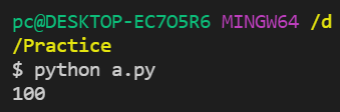 pc@DESKTOP-EC7O5R6 MINGW64 /d
/Practice
$ python a.py
100